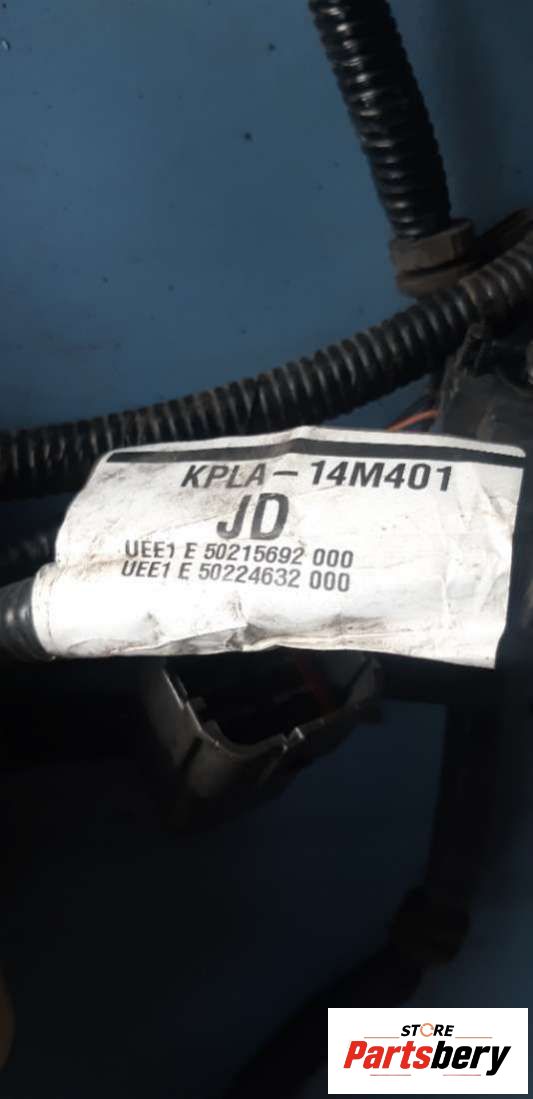 KPLA-14M401
JD
UEE1 E 50215692 000
UEE1 E 50224632 000
STORE
Partsbery